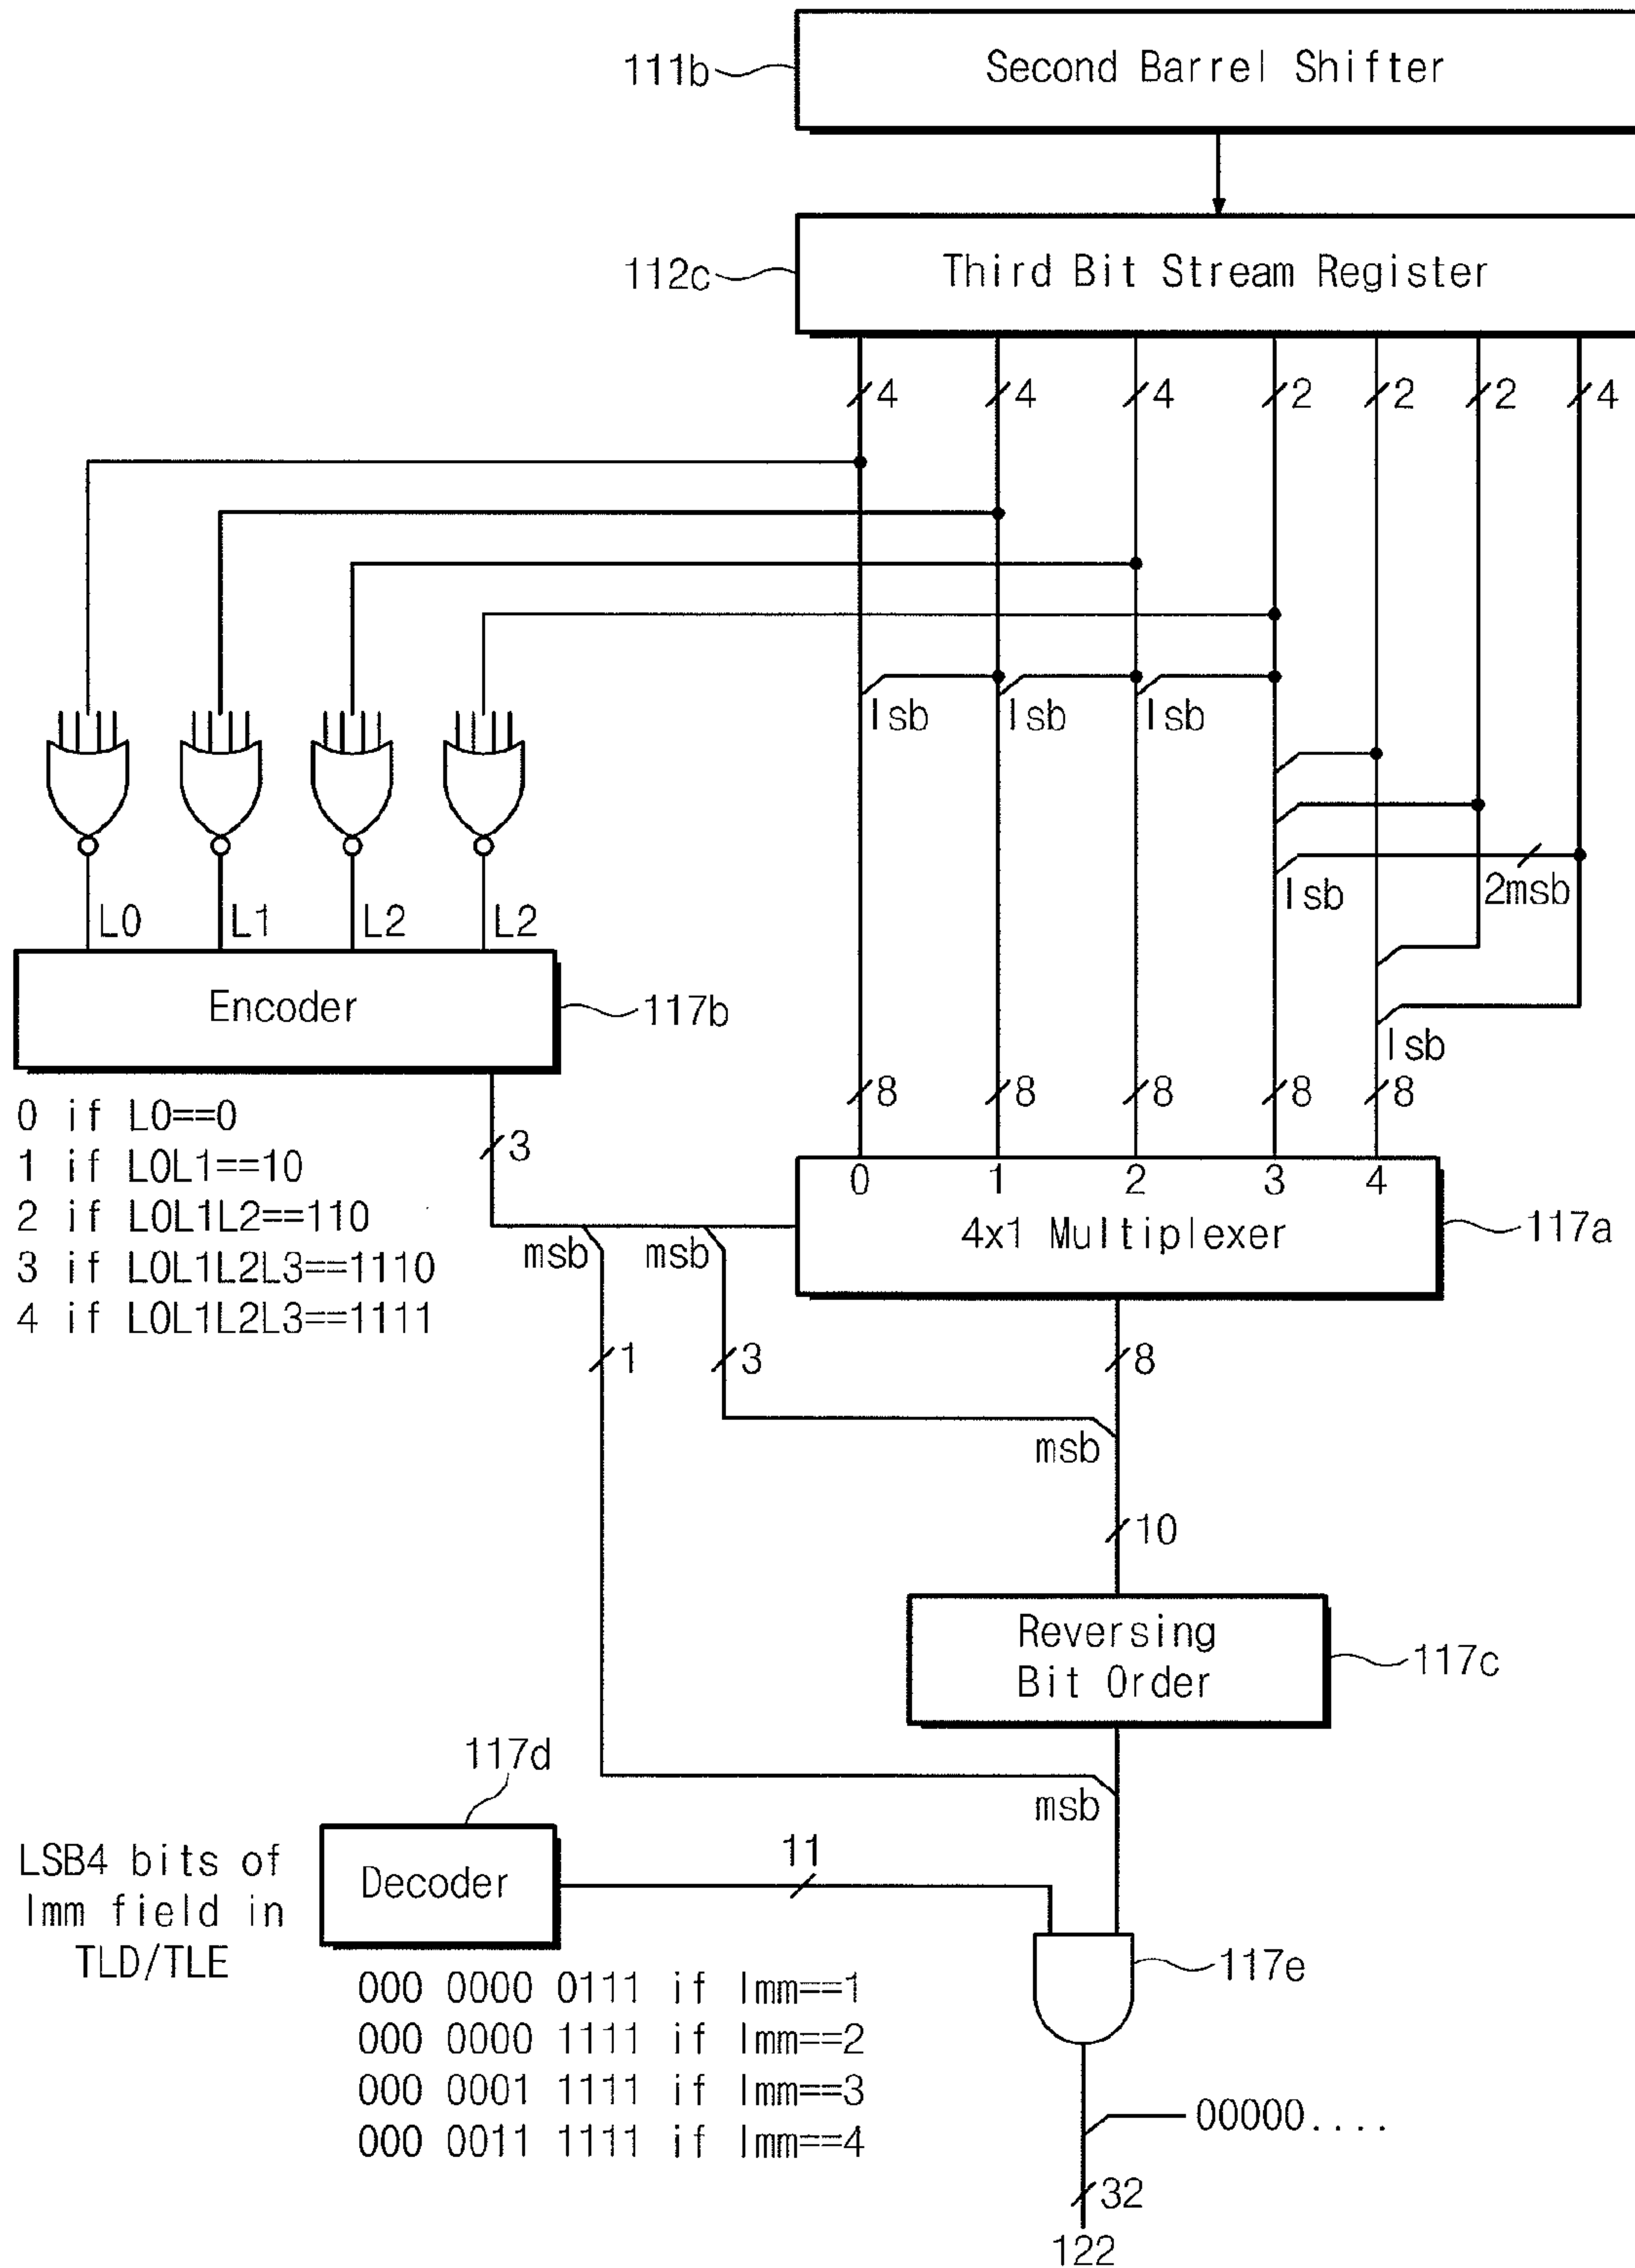 111b
Second Barrel Shifter
112c
Third Bit Stream Register
4 4 4 2 2 2 4
lsb lsb lsb
lsb 2msb
L0 L1 L2 L2
lsb
Encoder
117b
8 8 8 8 8
0 if L0==0
1 if L0L1==10
2 if L0L1L2==110
3 if L0L1L2L3==1110
4 if L0L1L2L3==1111
3
0 1 2 3 4
4x1 Multiplexer
117a
msb msb
1 3 8
msb
10
Reversing
Bit Order
117c
117d
msb
LSB4 bits of
Imm field in
TLD/TLE
Decoder
11
117e
000 0000 0111 if Imm==1
000 0000 1111 if Imm==2
000 0001 1111 if Imm==3
000 0011 1111 if Imm==4
00000....
32
122